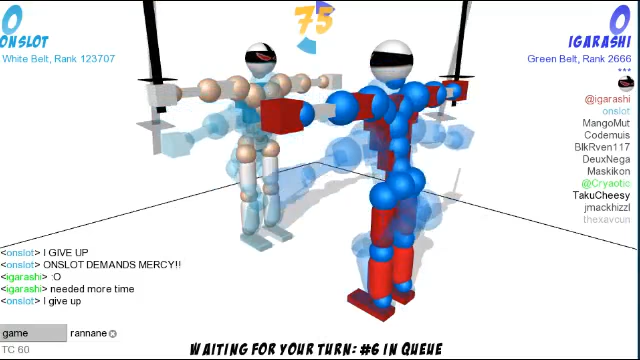 0
ONSLOT
White Belt, Rank 123707
75
0
IGARASHI
Green Belt, Rank 2666
***
@igarashi
onslot
MangoMut
Codemuis
BlkRven117
DeuxNega
Maskikon
@Cryaotic
TakuCheesy
jmackhizzl
thexavcun
<onslot> I GIVE UP
<onslot> ONSLOT DEMANDS MERCY!!
<igarashi> :O
<igarashi> needed more time
<onslot> I give up
game
rannane
TC 60
WAITING FOR YOUR TURN: #6 IN QUEUE